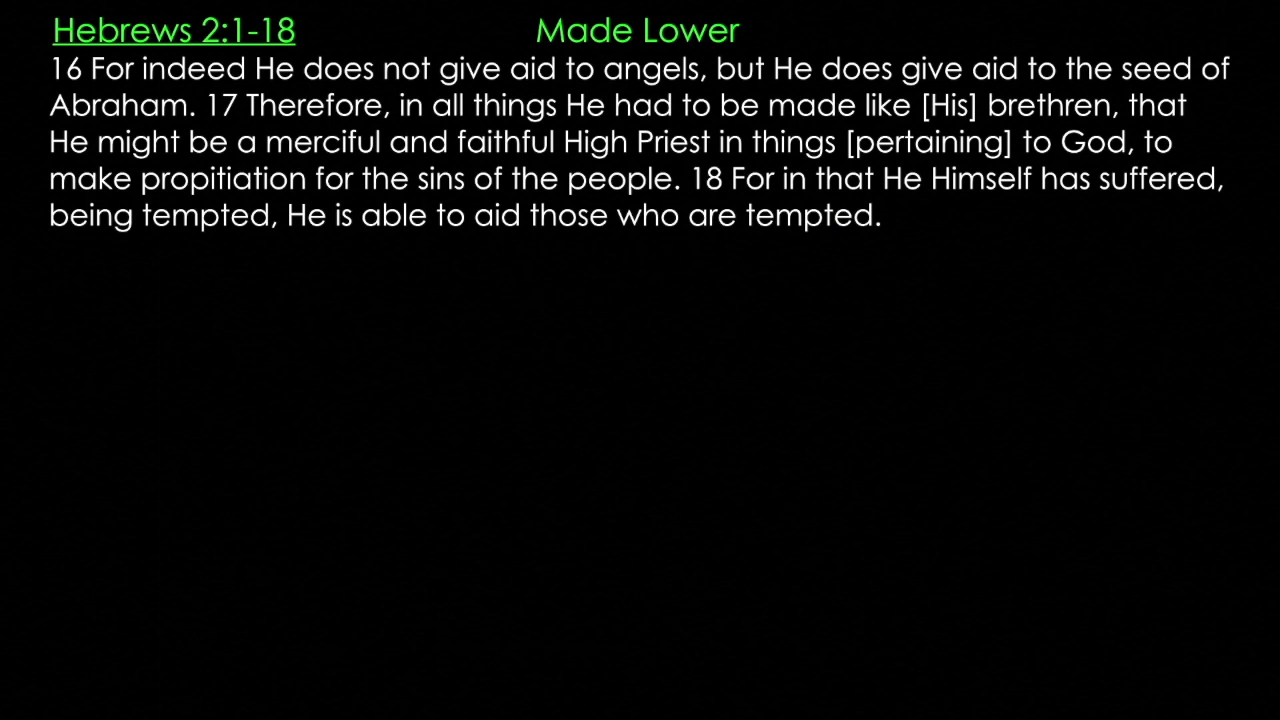 Hebrews 2:1-18 Made Lower
16 For indeed He does not give aid to angels, but He does give aid to the seed of
Abraham. 17 Therefore, in all things He had to be made like [His] brethren, that
He might be a merciful and faithful High Priest in things [pertaining] to God, to
make propitiation for the sins of the people. 18 For in that He Himself has suffered,
being tempted, He is able to aid those who are tempted.